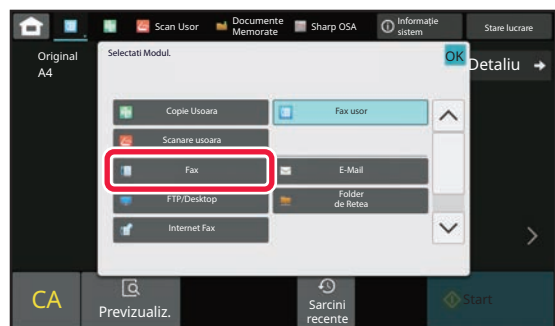 Scan Usor
Documente
Memorate
Sharp OSA
Informație
sistem
Stare lucrare
Original
A4
Selectati Modul.
OK
Detaliu
Copie Usoara
Fax usor
Scanare usoara
Fax
E-Mail
FTP/Desktop
Folder
de Retea
Internet Fax
CA
Previzualiz.
Sarcini
recente
Start